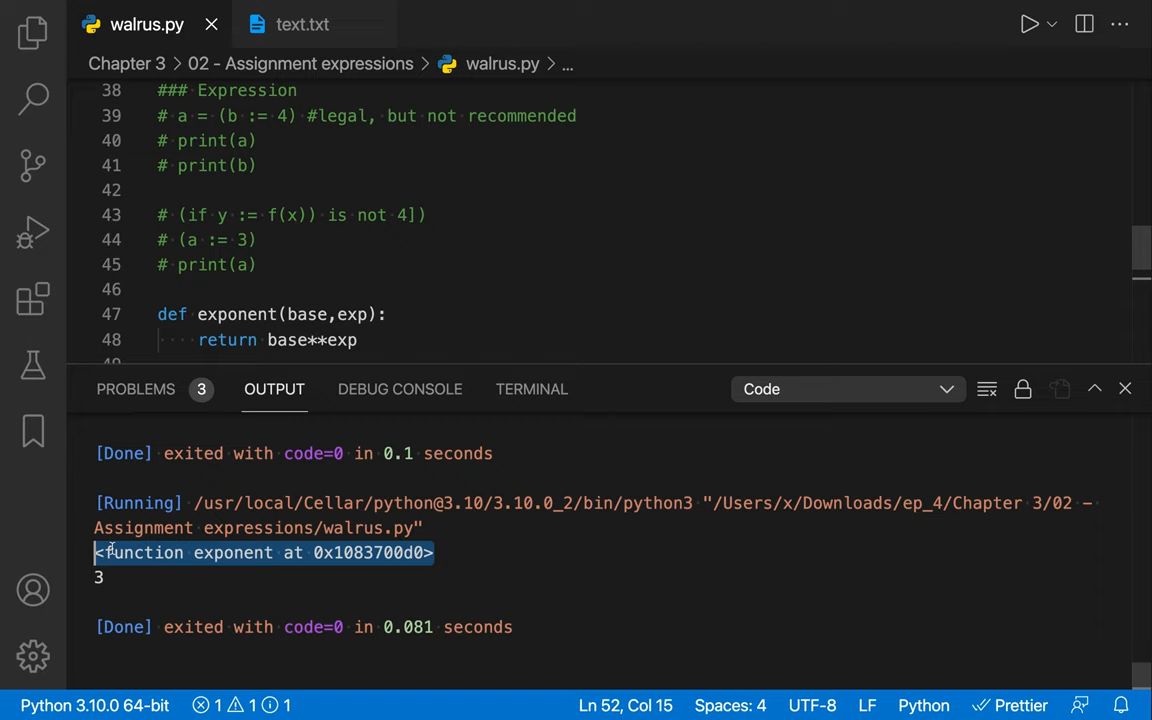 walrus.py
text.txt
Chapter 3 > 02 - Assignment expressions > walrus.py > ...
38 ### Expression
39 # a = (b := 4) #legal, but not recommended
40 # print(a)
41 # print(b)
42
43 # (if y := f(x)) is not 4])
44 # (a := 3)
45 # print(a)
46
47 def exponent(base,exp):
48 return base**exp
49
PROBLEMS 3 OUTPUT DEBUG CONSOLE TERMINAL Code
[Done] exited with code=0 in 0.1 seconds
[Running] /usr/local/Cellar/python@3.10/3.10.0_2/bin/python3 "/Users/x/Downloads/ep_4/Chapter 3/02 -
Assignment expressions/walrus.py"
<function exponent at 0x1083700d0>
3
[Done] exited with code=0 in 0.081 seconds
Python 3.10.0 64-bit 1 1 1 Ln 52, Col 15 Spaces: 4 UTF-8 LF Python Prettier